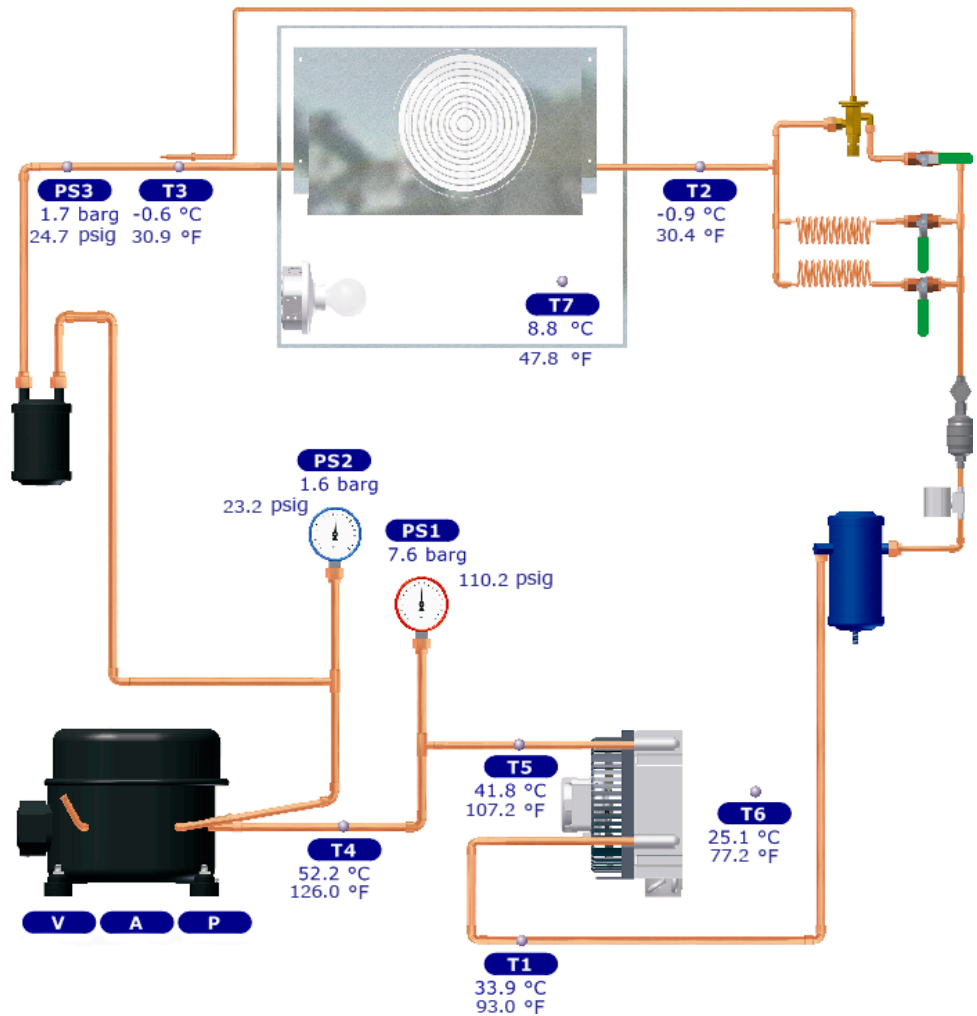 PS3
1.7 barg
24.7 psig
T3
-0.6 °C
30.9 °F
T2
-0.9 °C
30.4 °F
T7
8.8 °C
47.8 °F
PS2
1.6 barg
23.2 psig
PS1
7.6 barg
110.2 psig
T5
41.8 °C
107.2 °F
T6
25.1 °C
77.2 °F
T4
52.2 °C
126.0 °F
V
A
P
T1
33.9 °C
93.0 °F